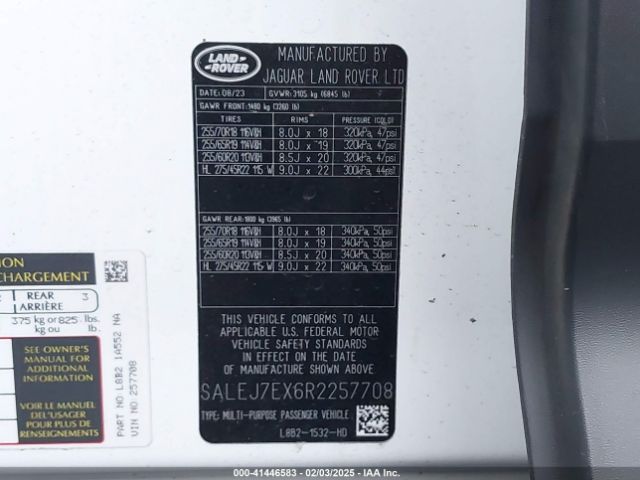 LAND ROVER
MANUFACTURED BY
JAGUAR LAND ROVER LTD
DATE: 08/23 GVWR: 3105 kg (6845 lb)
GAWR FRONT: 1480 kg (3260 lb)
TIRES RIMS PRESSURE (COLD)
255/70R18 116V&H 8.0J x 18 320kPa, 47psi
255/65R19 114V&H 8.0J x 19 320kPa, 47psi
255/60R20 113V&H 8.5J x 20 320kPa, 47psi
HL 275/45R22 115 W 9.0J x 22 300kPa, 44psi
GAWR REAR: 1800 kg (3965 lb)
255/70R18 116V&H 8.0J x 18 340kPa, 50psi
255/65R19 114V&H 8.0J x 19 340kPa, 50psi
255/60R20 113V&H 8.5J x 20 340kPa, 50psi
HL 275/45R22 115 W 9.0J x 22 340kPa, 50psi
THIS VEHICLE CONFORMS TO ALL
APPLICABLE U.S. FEDERAL MOTOR
VEHICLE SAFETY STANDARDS
IN EFFECT ON THE DATE
OF MANUFACTURE SHOWN ABOVE.
SALEJ7EX6R2257708
TYPE: MULTI-PURPOSE PASSENGER VEHICLE
L8B2-1532-HD
ION
CHARGEMENT
REAR 3
ARRIÈRE
375 kg or 825 lbs.
kg ou lb.
SEE OWNER'S
MANUAL FOR
ADDITIONAL
INFORMATION
VOIR LE MANUEL
DE L'USAGER
POUR PLUS DE
RENSEIGNEMENTS
PART NO L8B2 1A552 NA
VIN NO 257708
000-41446583 - 02/03/2025 - IAA Inc.